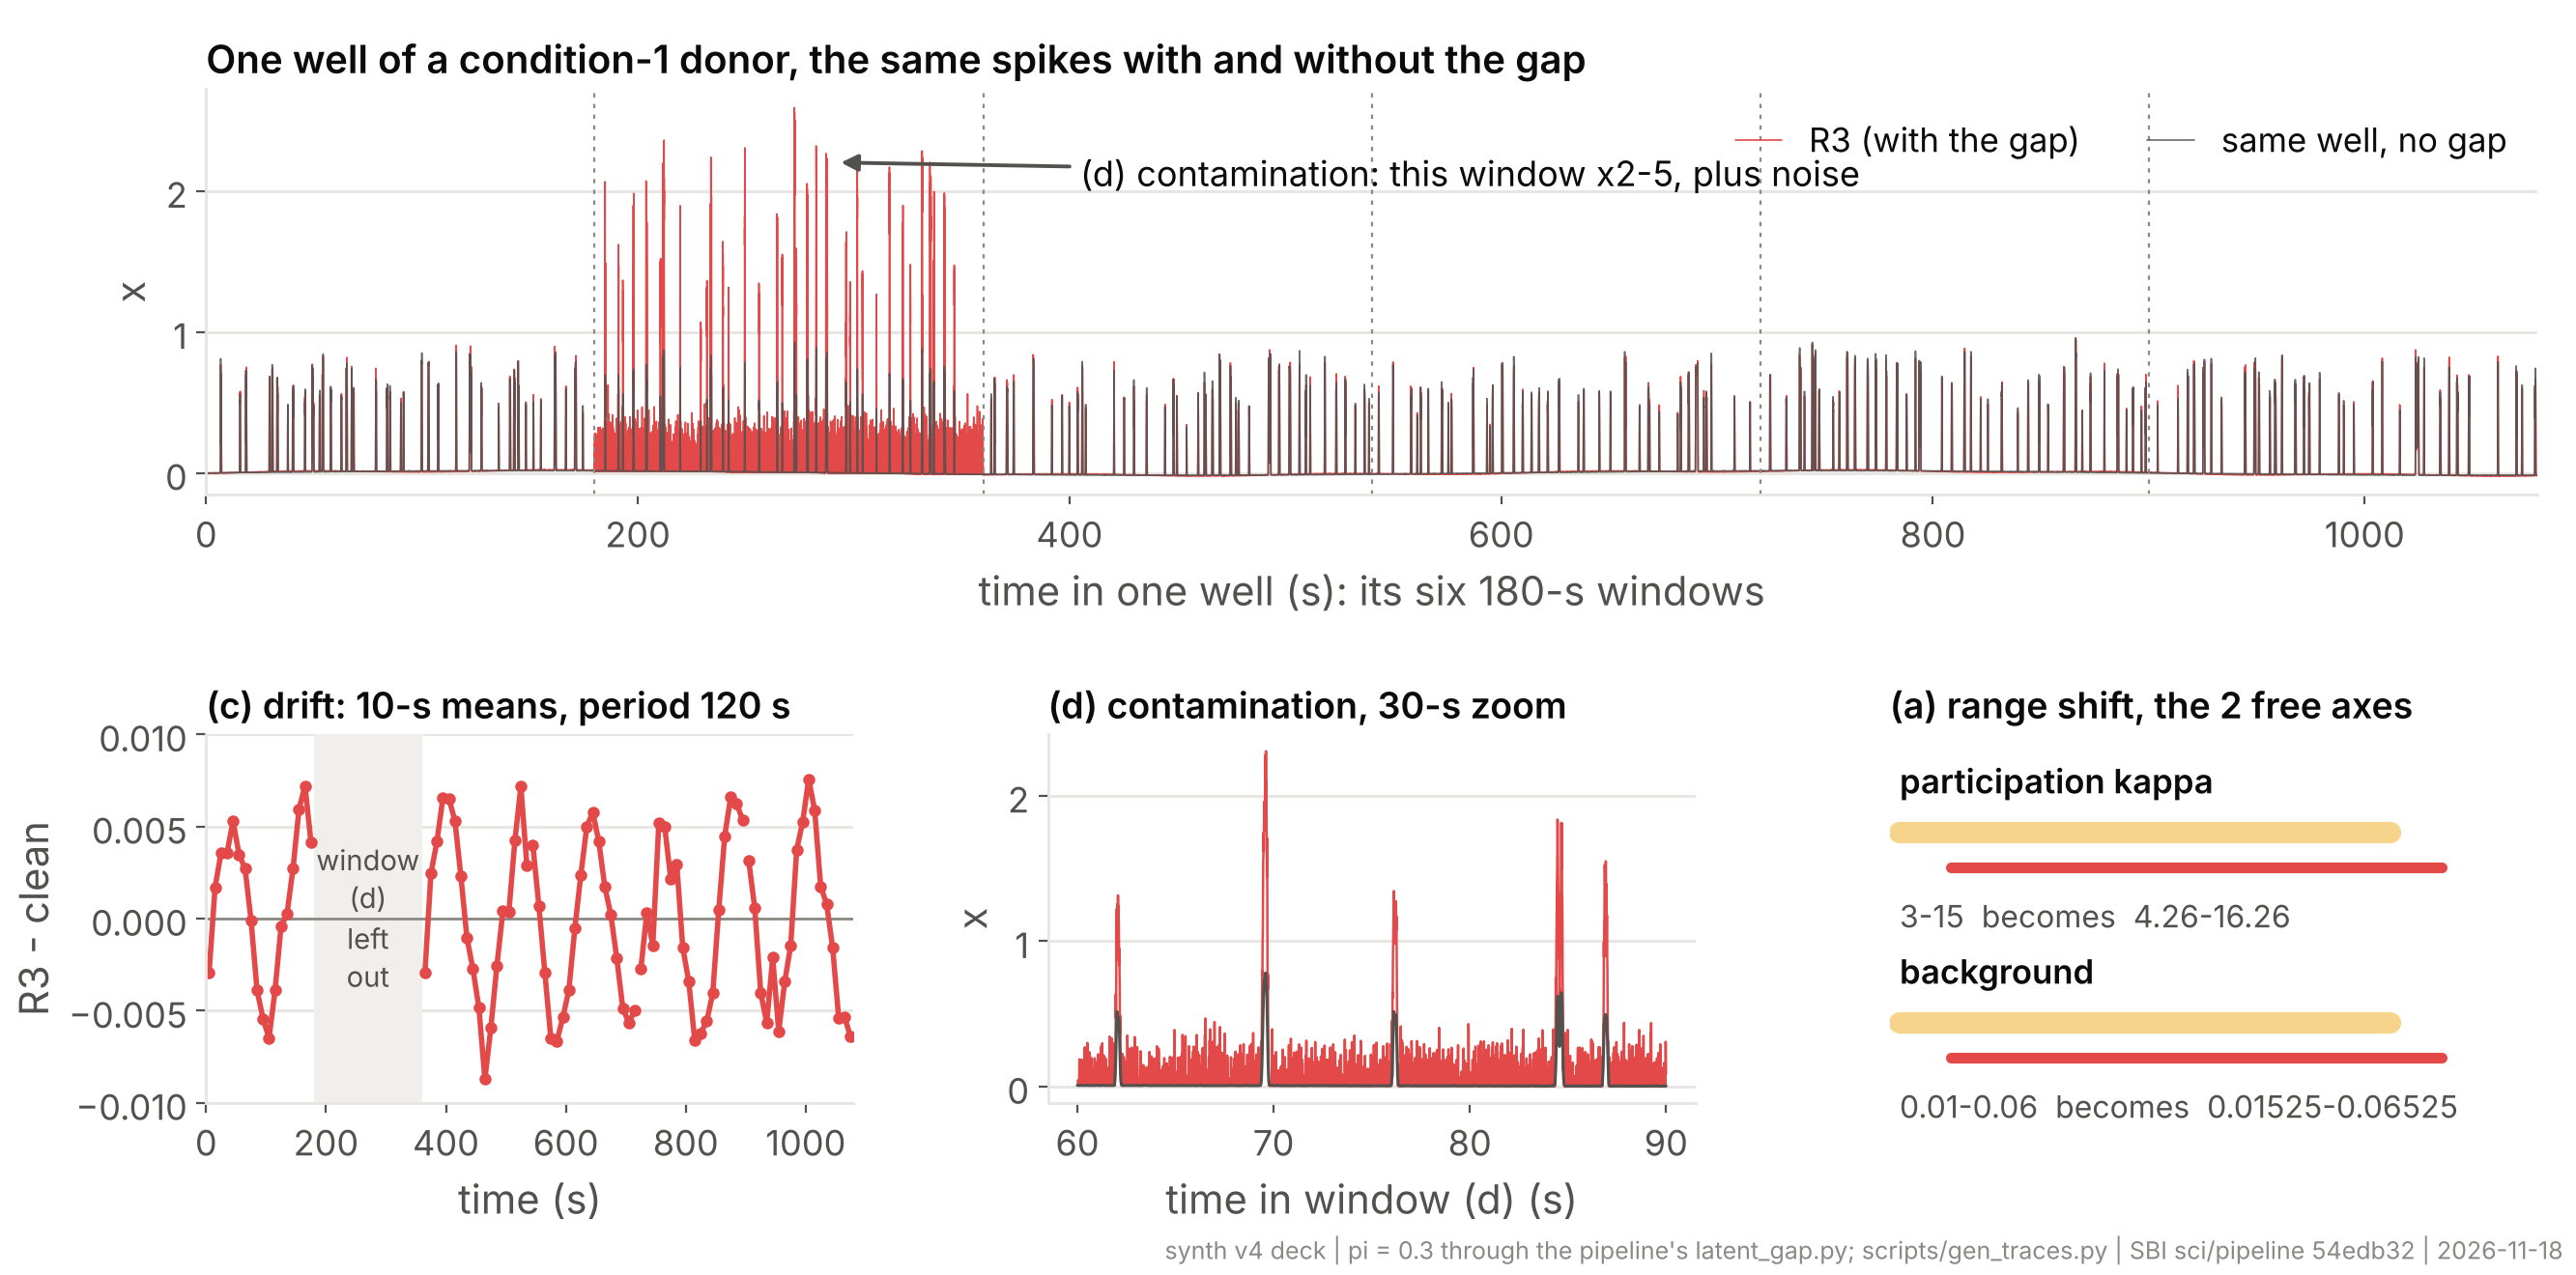 One well of a condition-1 donor, the same spikes with and without the gap
R3 (with the gap)
same well, no gap
(d) contamination: this window x2-5, plus noise
x
2
1
0
0
200
400
600
800
1000
time in one well (s): its six 180-s windows
(c) drift: 10-s means, period 120 s
R3 - clean
0.010
0.005
0.000
−0.005
−0.010
window
(d)
left
out
0
200
400
600
800
1000
time (s)
(d) contamination, 30-s zoom
x
2
1
0
60
70
80
90
time in window (d) (s)
(a) range shift, the 2 free axes
participation kappa
3-15 becomes 4.26-16.26
background
0.01-0.06 becomes 0.01525-0.06525
synth v4 deck | pi = 0.3 through the pipeline's latent_gap.py; scripts/gen_traces.py | SBI sci/pipeline 54edb32 | 2026-11-18